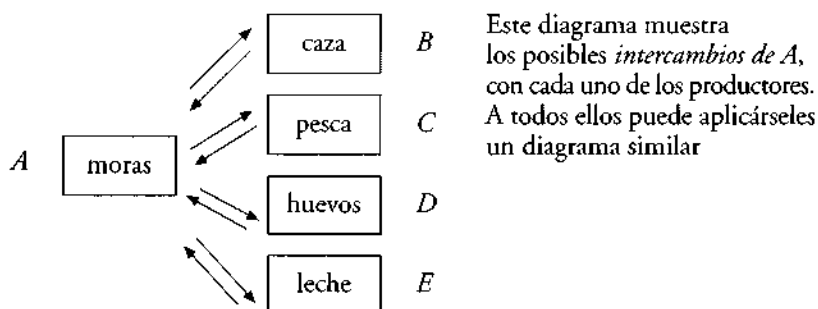 caza B
pesca C
A moras
huevos D
leche E
Este diagrama muestra
los posibles intercambios de A,
con cada uno de los productores.
A todos ellos puede aplicárseles
un diagrama similar